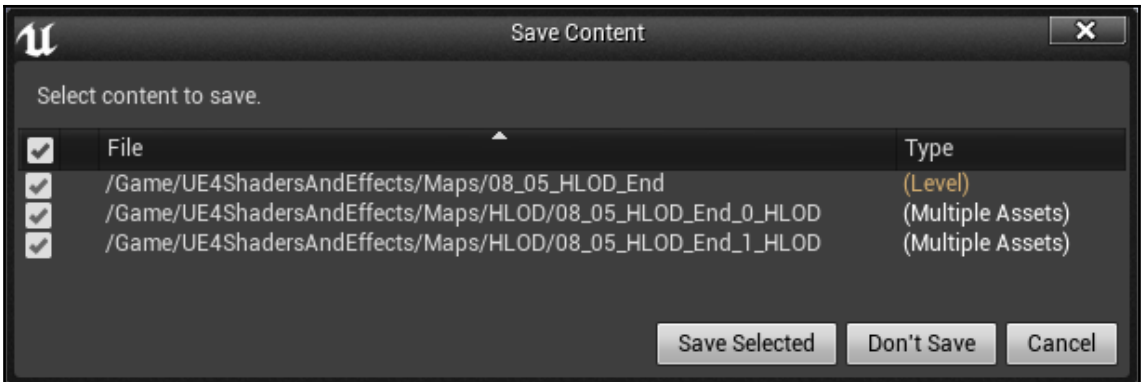 Save Content
Select content to save.
File Type
/Game/UE4ShadersAndEffects/Maps/08_05_HLOD_End (Level)
/Game/UE4ShadersAndEffects/Maps/HLOD/08_05_HLOD_End_0_HLOD (Multiple Assets)
/Game/UE4ShadersAndEffects/Maps/HLOD/08_05_HLOD_End_1_HLOD (Multiple Assets)
Save Selected Don't Save Cancel